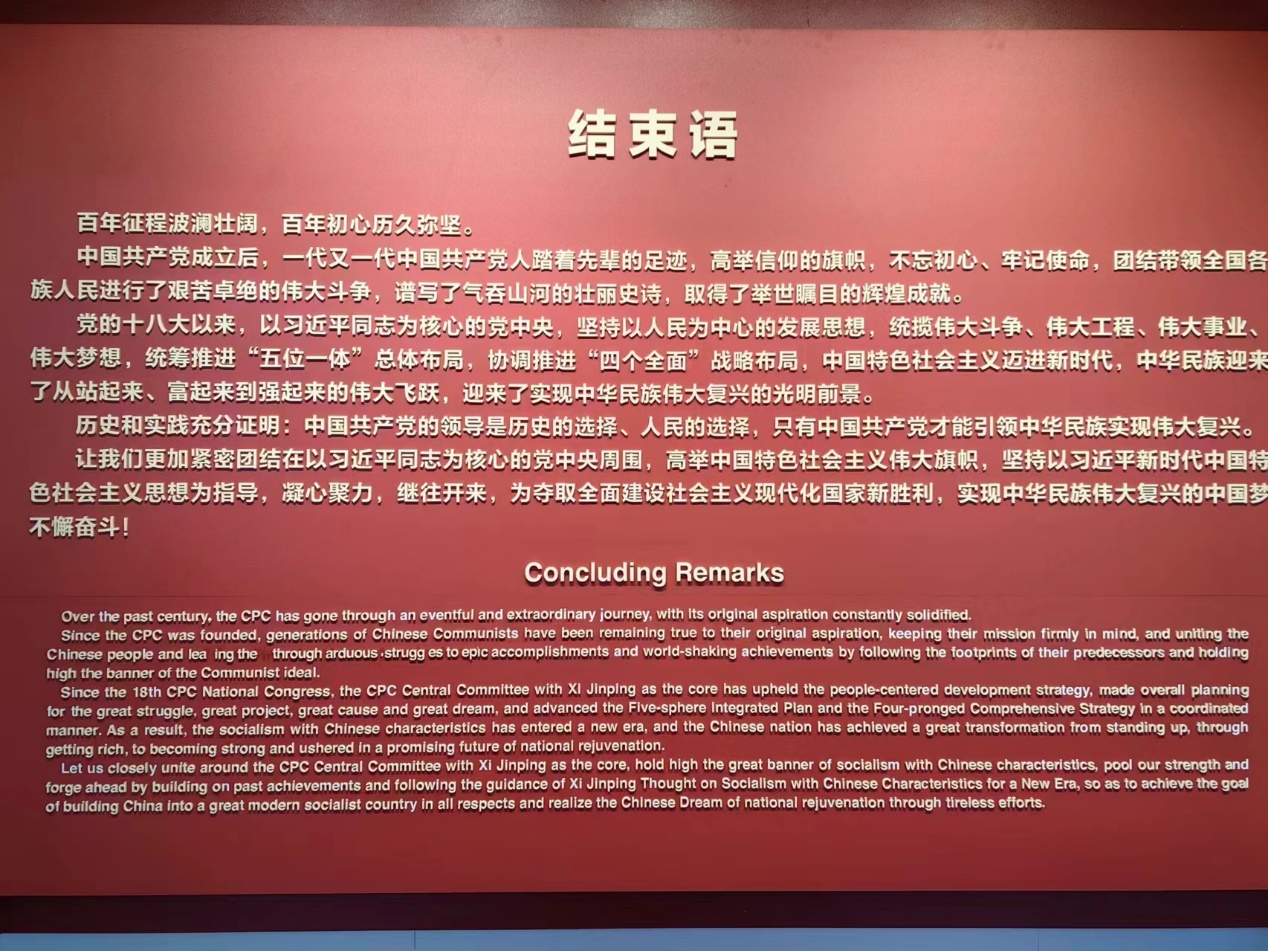 结束语
百年征程波澜壮阔，百年初心历久弥坚。
中国共产党成立后，一代又一代中国共产党人踏着先辈的足迹，高举信仰的旗帜，不忘初心、牢记使命，团结带领全国各
族人民进行了艰苦卓绝的伟大斗争，谱写了气吞山河的壮丽史诗，取得了举世瞩目的辉煌成就。
党的十八大以来，以习近平同志为核心的党中央，坚持以人民为中心的发展思想，统揽伟大斗争、伟大工程、伟大事业、
伟大梦想，统筹推进“五位一体”总体布局，协调推进“四个全面”战略布局，中国特色社会主义迈进新时代，中华民族迎来
了从站起来、富起来到强起来的伟大飞跃，迎来了实现中华民族伟大复兴的光明前景。
历史和实践充分证明：中国共产党的领导是历史的选择、人民的选择，只有中国共产党才能引领中华民族实现伟大复兴。
让我们更加紧密团结在以习近平同志为核心的党中央周围，高举中国特色社会主义伟大旗帜，坚持以习近平新时代中国特
色社会主义思想为指导，凝心聚力，继往开来，为夺取全面建设社会主义现代化国家新胜利，实现中华民族伟大复兴的中国梦
不懈奋斗！
Concluding Remarks
Over the past century, the CPC has gone through an eventful and extraordinary journey, with its original aspiration constantly solidified.
Since the CPC was founded, generations of Chinese Communists have been remaining true to their original aspiration, keeping their mission firmly in mind, and uniting the
Chinese people and lea ing the through arduous strugg es to epic accomplishments and world-shaking achievements by following the footprints of their predecessors and holding
high the banner of the Communist ideal.
Since the 18th CPC National Congress, the CPC Central Committee with Xi Jinping as the core has upheld the people-centered development strategy, made overall planning
for the great struggle, great project, great cause and great dream, and advanced the Five-sphere Integrated Plan and the Four-pronged Comprehensive Strategy in a coordinated
manner. As a result, the socialism with Chinese characteristics has entered a new era, and the Chinese nation has achieved a great transformation from standing up, through
getting rich, to becoming strong and ushered in a promising future of national rejuvenation.
Let us closely unite around the CPC Central Committee with Xi Jinping as the core, hold high the great banner of socialism with Chinese characteristics, pool our strength and
forge ahead by building on past achievements and following the guidance of Xi Jinping Thought on Socialism with Chinese Characteristics for a New Era, so as to achieve the goal
of building China into a great modern socialist country in all respects and realize the Chinese Dream of national rejuvenation through tireless efforts.